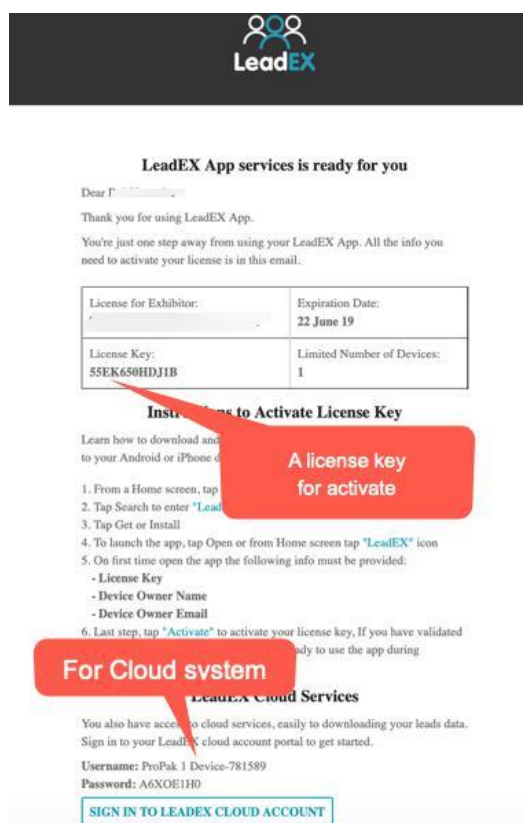 LeadEX
LeadEX App services is ready for you
Dear
Thank you for using LeadEX App.
You're just one step away from using your LeadEX App. All the info you
need to activate your license is in this email.
License for Exhibitor:
Expiration Date:
22 June 19
License Key:
55EK650HDJ1B
Limited Number of Devices:
1
to Activate License Key
Learn how to download and
to your Android or iPhone
A license key
for activate
1. From a Home screen, tap
2. Tap Search to enter
3. Tap Get or Install
4. To launch the app, tap Open or from Home screen tap "LeadEX" icon
5. On first time open the app the following info must be provided:
- License Key
- Device Owner Name
- Device Owner Email
6. Last step, tap "Activate" to activate your license key, If you have validated
to use the app during
For Cloud system
LeadEX Cloud Services
You also have access to cloud services, easily to downloading your leads data.
Sign in to your LeadEX cloud account portal to get started.
Username: ProPak 1 Device-781589
Password: A6XOE1H0
SIGN IN TO LEADEX CLOUD ACCOUNT